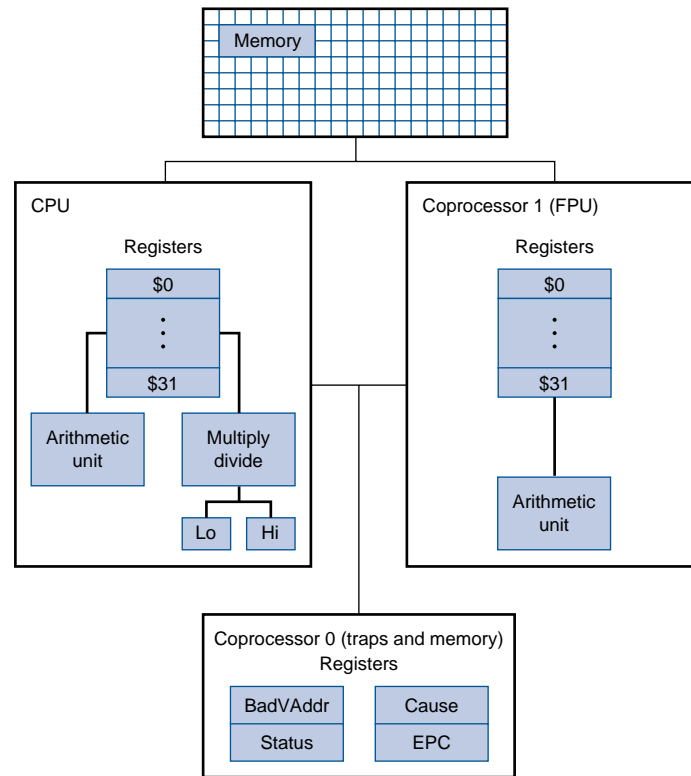 Memory
CPU
Registers
$0
$31
Arithmetic
unit
Multiply
divide
Lo
Hi
Coprocessor 1 (FPU)
Registers
$0
$31
Arithmetic
unit
Coprocessor 0 (traps and memory)
Registers
BadVAddr
Status
Cause
EPC